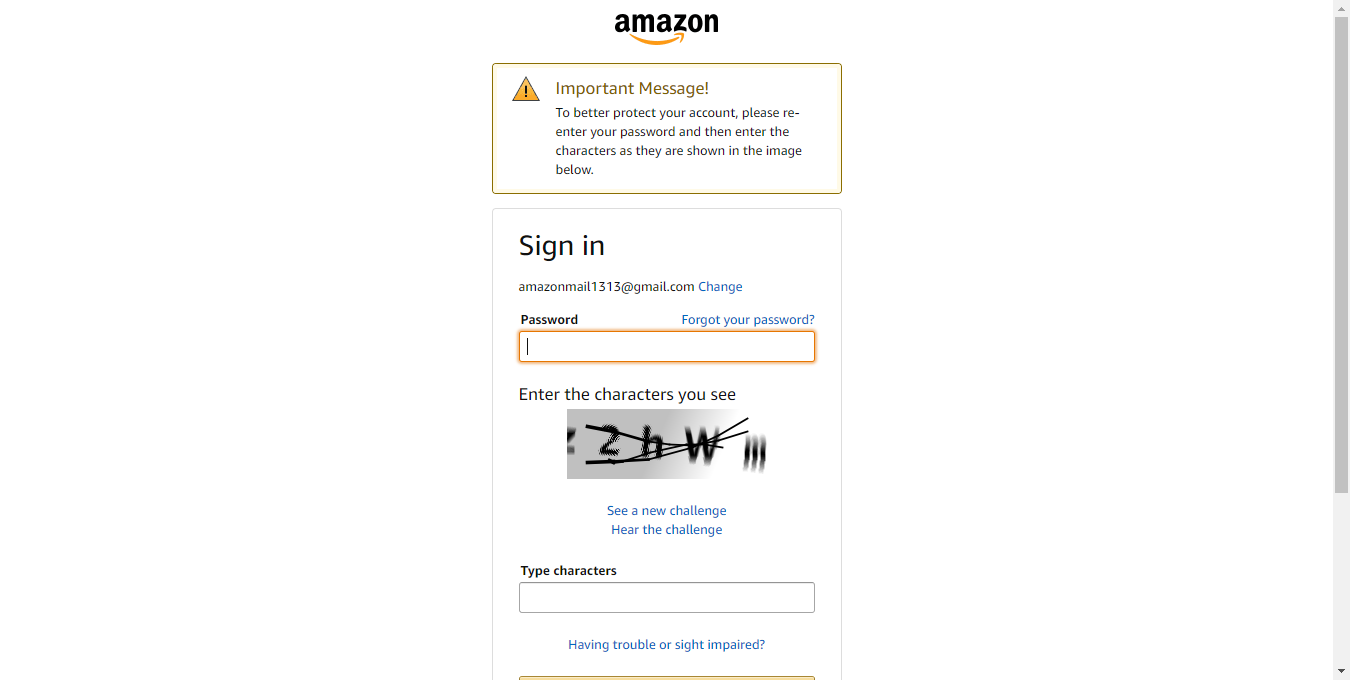 amazon
Important Message!
To better protect your account, please re-
enter your password and then enter the
characters as they are shown in the image
below.
Sign in
amazonmail1313@gmail.com Change
Password Forgot your password?
Enter the characters you see
See a new challenge
Hear the challenge
Type characters
Having trouble or sight impaired?